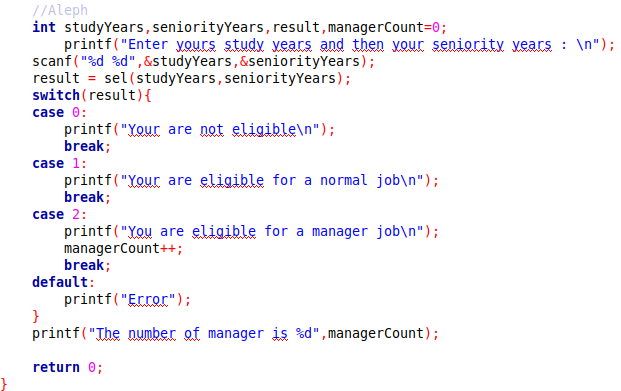 //Aleph
int studyYears,seniorityYears,result,managerCount=0;
printf("Enter yours study years and then your seniority years : \n");
scanf("%d %d",&studyYears,&seniorityYears);
result = sel(studyYears,seniorityYears);
switch(result){
case 0:
printf("Your are not eligible\n");
break;
case 1:
printf("Your are eligible for a normal job\n");
break;
case 2:
printf("You are eligible for a manager job\n");
managerCount++;
break;
default:
printf("Error");
}
printf("The number of manager is %d",managerCount);
return 0;
}